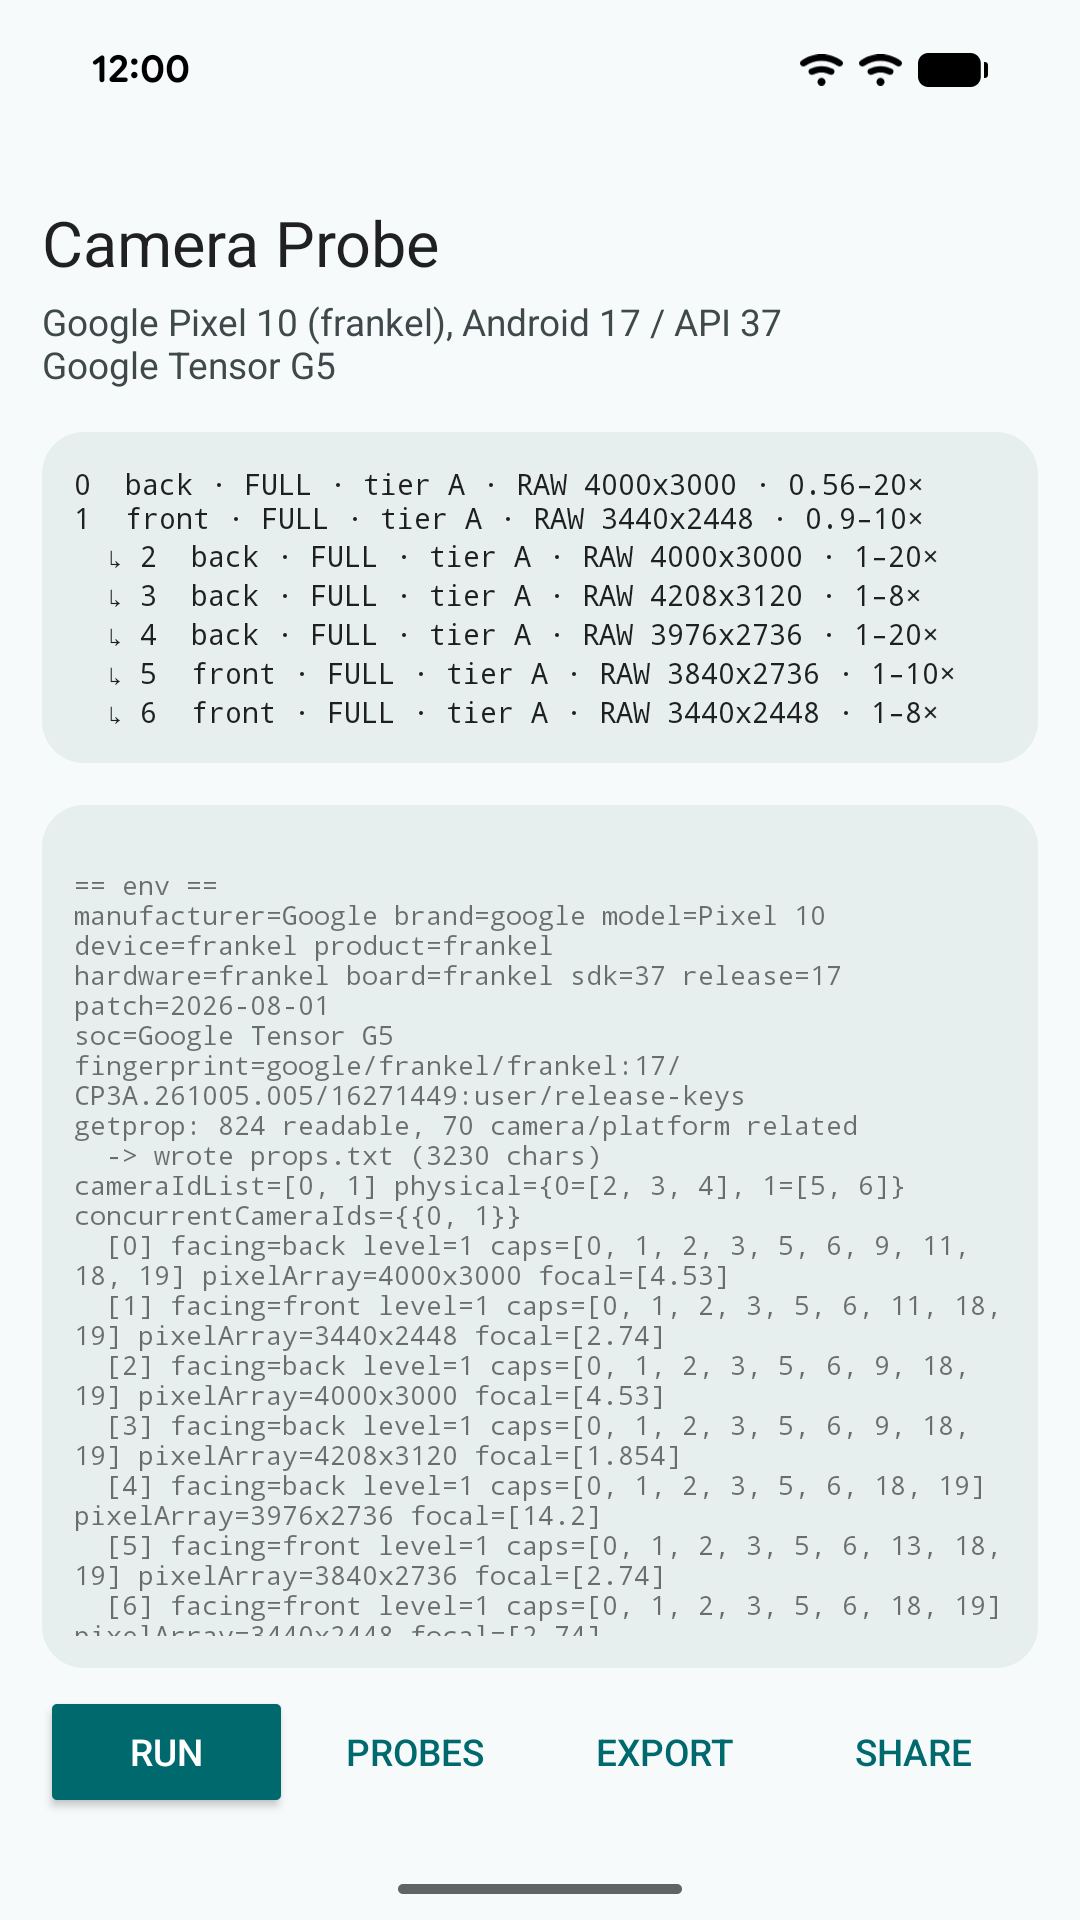 12:00
Camera Probe
Google Pixel 10 (frankel), Android 17 / API 37
Google Tensor G5
0  back · FULL · tier A · RAW 4000x3000 · 0.56–20×
1  front · FULL · tier A · RAW 3440x2448 · 0.9–10×
  ↳ 2  back · FULL · tier A · RAW 4000x3000 · 1–20×
  ↳ 3  back · FULL · tier A · RAW 4208x3120 · 1–8×
  ↳ 4  back · FULL · tier A · RAW 3976x2736 · 1–20×
  ↳ 5  front · FULL · tier A · RAW 3840x2736 · 1–10×
  ↳ 6  front · FULL · tier A · RAW 3440x2448 · 1–8×
== env ==
manufacturer=Google brand=google model=Pixel 10
device=frankel product=frankel
hardware=frankel board=frankel sdk=37 release=17
patch=2026-08-01
soc=Google Tensor G5
fingerprint=google/frankel/frankel:17/
CP3A.261005.005/16271449:user/release-keys
getprop: 824 readable, 70 camera/platform related
  -> wrote props.txt (3230 chars)
cameraIdList=[0, 1] physical={0=[2, 3, 4], 1=[5, 6]}
concurrentCameraIds={{0, 1}}
  [0] facing=back level=1 caps=[0, 1, 2, 3, 5, 6, 9, 11,
18, 19] pixelArray=4000x3000 focal=[4.53]
  [1] facing=front level=1 caps=[0, 1, 2, 3, 5, 6, 11, 18,
19] pixelArray=3440x2448 focal=[2.74]
  [2] facing=back level=1 caps=[0, 1, 2, 3, 5, 6, 9, 18,
19] pixelArray=4000x3000 focal=[4.53]
  [3] facing=back level=1 caps=[0, 1, 2, 3, 5, 6, 9, 18,
19] pixelArray=4208x3120 focal=[1.854]
  [4] facing=back level=1 caps=[0, 1, 2, 3, 5, 6, 18, 19]
pixelArray=3976x2736 focal=[14.2]
  [5] facing=front level=1 caps=[0, 1, 2, 3, 5, 6, 13, 18,
19] pixelArray=3840x2736 focal=[2.74]
  [6] facing=front level=1 caps=[0, 1, 2, 3, 5, 6, 18, 19]
pixelArray=3440x2448 focal=[2.74]
RUN
PROBES
EXPORT
SHARE